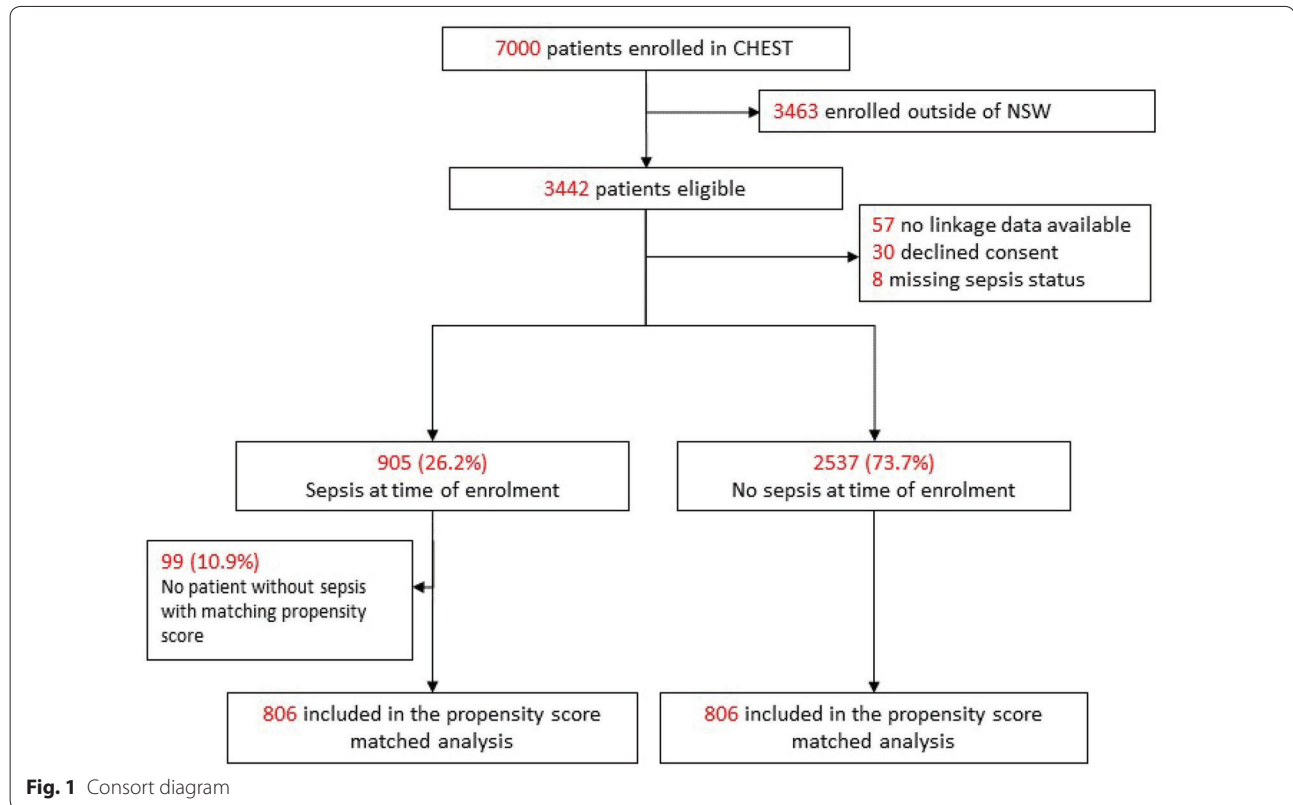 7000 patients enrolled in CHEST
3463 enrolled outside of NSW
3442 patients eligible
57 no linkage data available
30 declined consent
8 missing sepsis status
905 (26.2%)
Sepsis at time of enrolment
2537 (73.7%)
No sepsis at time of enrolment
99 (10.9%)
No patient without sepsis
with matching propensity
score
806 included in the propensity score
matched analysis
806 included in the propensity score
matched analysis
Fig. 1 Consort diagram